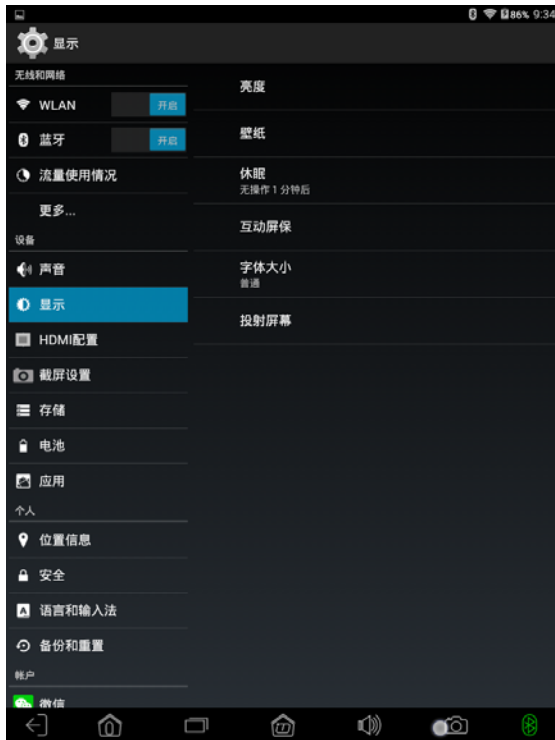 86% 9:34
显示
无线和网络
WLAN 开启
蓝牙 开启
流量使用情况
更多...
设备
声音
显示
HDMI配置
截屏设置
存储
电池
应用
个人
位置信息
安全
语言和输入法
备份和重置
帐户
微信
亮度
壁纸
休眠
无操作1分钟后
互动屏保
字体大小
普通
投射屏幕